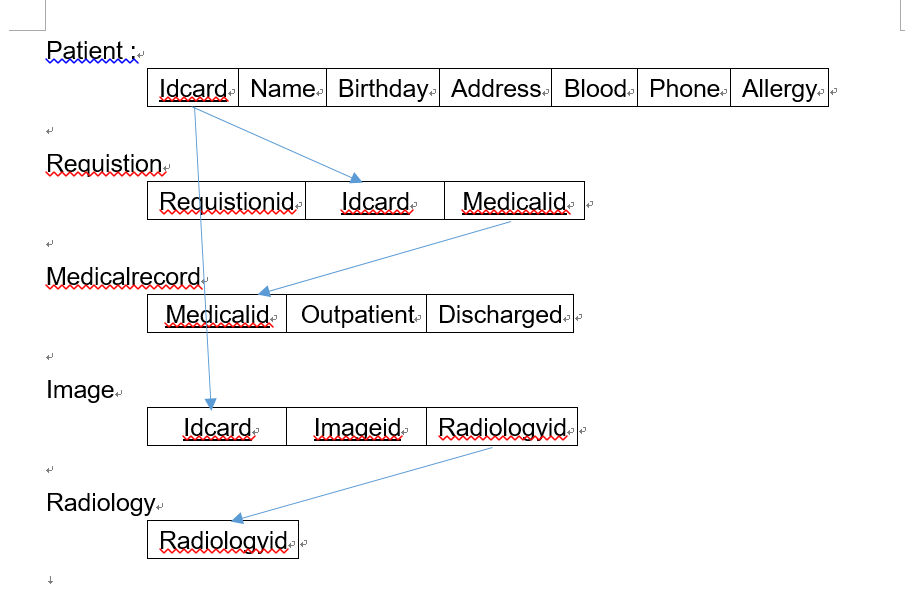 Patient :
Idcard Name Birthday Address Blood Phone Allergy
Requistion
Requistionid Idcard Medicalid
Medicalrecord
Medicalid Outpatient Discharged
Image
Idcard Imageid Radiologyid
Radiology
Radiologyid